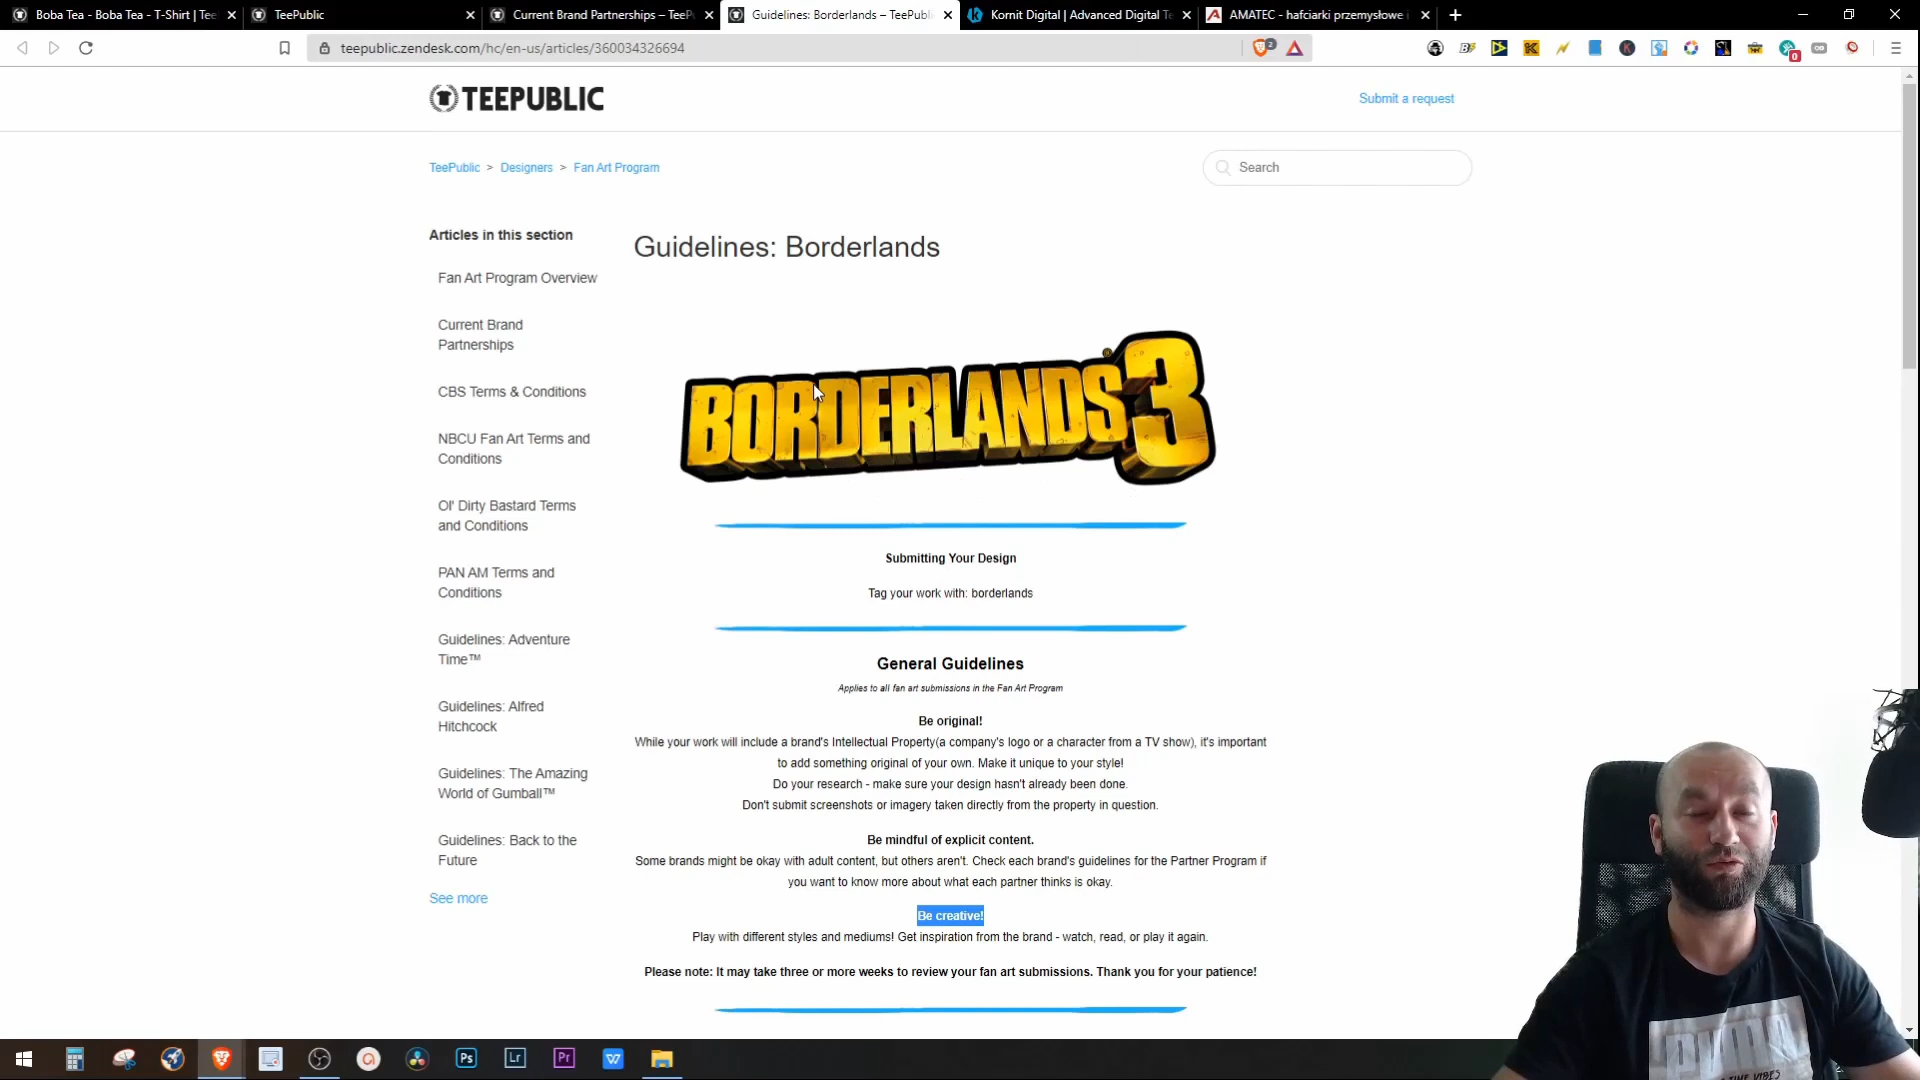 Boba Tea - Boba Tea - T-Shirt | Tee
TeePublic
Current Brand Partnerships – TeeP
Guidelines: Borderlands – TeePubli
Kornit Digital | Advanced Digital Te
AMATEC - hafciarki przemysłowe i
teepublic.zendesk.com/hc/en-us/articles/360034326694
2
0
TEEPUBLIC
Submit a request
TeePublic > Designers > Fan Art Program
Search
Articles in this section
Fan Art Program Overview
Current Brand
Partnerships
CBS Terms & Conditions
NBCU Fan Art Terms and
Conditions
Ol' Dirty Bastard Terms
and Conditions
PAN AM Terms and
Conditions
Guidelines: Adventure
Time™
Guidelines: Alfred
Hitchcock
Guidelines: The Amazing
World of Gumball™
Guidelines: Back to the
Future
See more
Guidelines: Borderlands
BORDERLANDS 3
Submitting Your Design
Tag your work with: borderlands
General Guidelines
Applies to all fan art submissions in the Fan Art Program
Be original!
While your work will include a brand's Intellectual Property(a company's logo or a character from a TV show), it's important
to add something original of your own. Make it unique to your style!
Do your research - make sure your design hasn't already been done.
Don't submit screenshots or imagery taken directly from the property in question.
Be mindful of explicit content.
Some brands might be okay with adult content, but others aren't. Check each brand's guidelines for the Partner Program if
you want to know more about what each partner thinks is okay.
Be creative!
Play with different styles and mediums! Get inspiration from the brand - watch, read, or play it again.
Please note: It may take three or more weeks to review your fan art submissions. Thank you for your patience!
Ps
Lr
Pr
W